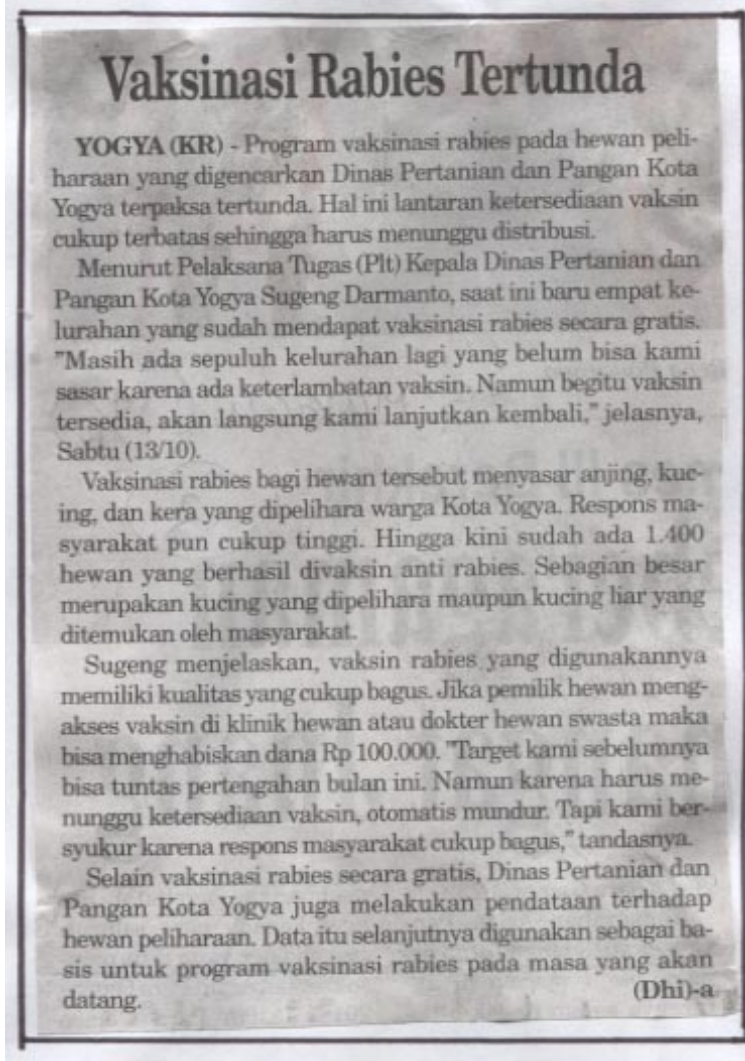 Vaksinasi Rabies Tertunda
YOGYA (KR) - Program vaksinasi rabies pada hewan peli-
haraan yang digencarkan Dinas Pertanian dan Pangan Kota
Yogya terpaksa tertunda. Hal ini lantaran ketersediaan vaksin
cukup terbatas sehingga harus menunggu distribusi.
Menurut Pelaksana Tugas (Plt) Kepala Dinas Pertanian dan
Pangan Kota Yogya Sugeng Darmanto, saat ini baru empat ke-
lurahan yang sudah mendapat vaksinasi rabies secara gratis.
"Masih ada sepuluh kelurahan lagi yang belum bisa kami
sasar karena ada keterlambatan vaksin. Namun begitu vaksin
tersedia, akan langsung kami lanjutkan kembali," jelasnya,
Sabtu (13/10).
Vaksinasi rabies bagi hewan tersebut menyasar anjing, kuc-
ing, dan kera yang dipelihara warga Kota Yogya. Respons ma-
syarakat pun cukup tinggi. Hingga kini sudah ada 1.400
hewan yang berhasil divaksin anti rabies. Sebagian besar
merupakan kucing yang dipelihara maupun kucing liar yang
ditemukan oleh masyarakat.
Sugeng menjelaskan, vaksin rabies yang digunakannya
memiliki kualitas yang cukup bagus. Jika pemilik hewan meng-
akses vaksin di klinik hewan atau dokter hewan swasta maka
bisa menghabiskan dana Rp 100.000. "Target kami sebelumnya
bisa tuntas pertengahan bulan ini. Namun karena harus me-
nunggu ketersediaan vaksin, otomatis mundur. Tapi kami ber-
syukur karena respons masyarakat cukup bagus," tandasnya.
Selain vaksinasi rabies secara gratis, Dinas Pertanian dan
Pangan Kota Yogya juga melakukan pendataan terhadap
hewan peliharaan. Data itu selanjutnya digunakan sebagai ba-
sis untuk program vaksinasi rabies pada masa yang akan
datang. (Dhi)-a